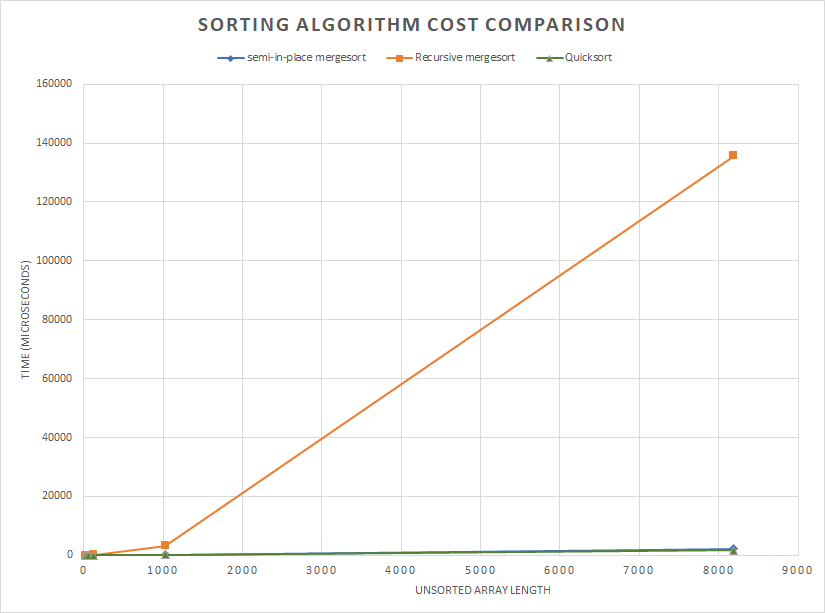 SORTING ALGORITHM COST COMPARISON
semi-in-place mergesort Recursive mergesort Quicksort
160000
140000
120000
100000
80000
60000
40000
20000
0
TIME (MICROSECONDS)
0 1000 2000 3000 4000 5000 6000 7000 8000 9000
UNSORTED ARRAY LENGTH